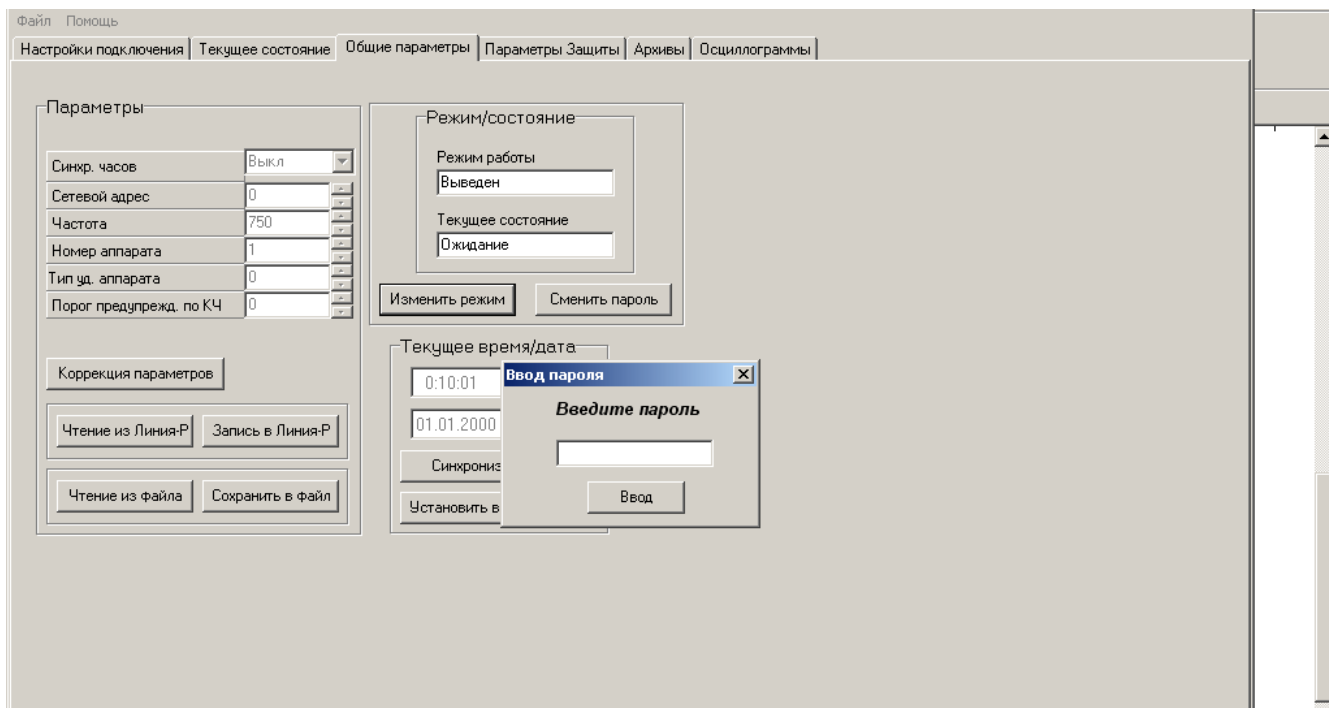 Файл Помощь
Настройки подключения Текущее состояние Общие параметры Параметры Защиты Архивы Осциллограммы
Параметры
Синхр. часов Выкл
Сетевой адрес 0
Частота 750
Номер аппарата 1
Тип уд. аппарата 0
Порог предупрежд. по КЧ 0
Коррекция параметров
Чтение из Линия-Р Запись в Линия-Р
Чтение из файла Сохранить в файл
Режим/состояние
Режим работы
Выведен
Текущее состояние
Ожидание
Изменить режим Сменить пароль
Текущее время/дата
0:10:01
01.01.2000
Синхрониз
Установить в
Ввод пароля
Введите пароль
Ввод